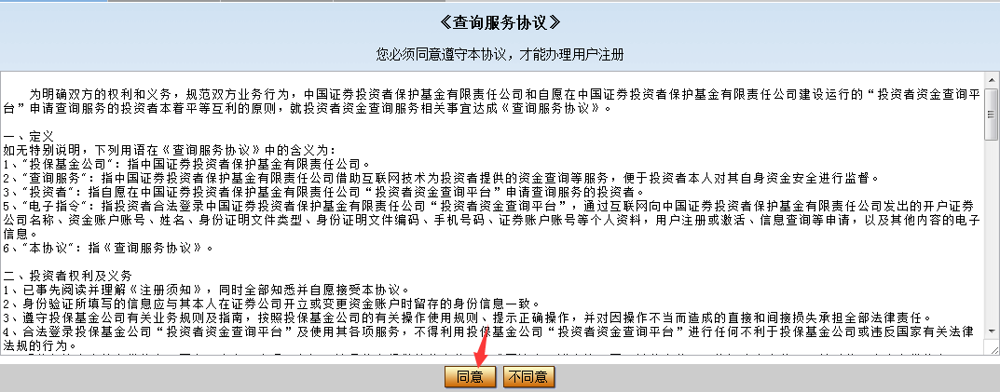 《查询服务协议》
您必须同意遵守本协议，才能办理用户注册
为明确双方的权利和义务，规范双方业务行为，中国证券投资者保护基金有限责任公司和自愿在中国证券投资者保护基金有限责任公司建设运行的“投资者资金查询平
台”申请查询服务的投资者本着平等互利的原则，就投资者资金查询服务相关事宜达成《查询服务协议》。
一、定义
如无特别说明，下列用语在《查询服务协议》中的含义为：
1、"投保基金公司"：指中国证券投资者保护基金有限责任公司。
2、"查询服务"：指中国证券投资者保护基金有限责任公司借助互联网技术为投资者提供的资金查询等服务，便于投资者本人对其自身资金安全进行监督。
3、"投资者"：指自愿在中国证券投资者保护基金有限责任公司“投资者资金查询平台”申请查询服务的投资者。
5、"电子指令"：指投资者合法登录中国证券投资者保护基金有限责任公司“投资者资金查询平台”，通过互联网向中国证券投资者保护基金有限责任公司发出的开户证券
公司名称、资金账户账号、姓名、身份证明文件类型、身份证明文件编码、手机号码、证券账户账号等个人资料，用户注册或激活、信息查询等申请，以及其他内容的电子
信息。
6、"本协议"：指《查询服务协议》。
二、投资者权利及义务
1、已事先阅读并理解《注册须知》，同时全部知悉并自愿接受本协议。
2、身份验证所填写的信息应与其本人在证券公司开立或变更资金账户时留存的身份信息一致。
3、遵守投保基金公司有关业务规则及指南，按照投保基金公司的有关操作使用规则、提示正确操作，并对因操作不当而造成的直接和间接损失承担全部法律责任。
4、合法登录投保基金公司“投资者资金查询平台”及使用其各项服务，不得利用投保基金公司“投资者资金查询平台”进行任何不利于投保基金公司或违反国家有关法律
法规的行为。
同意
不同意